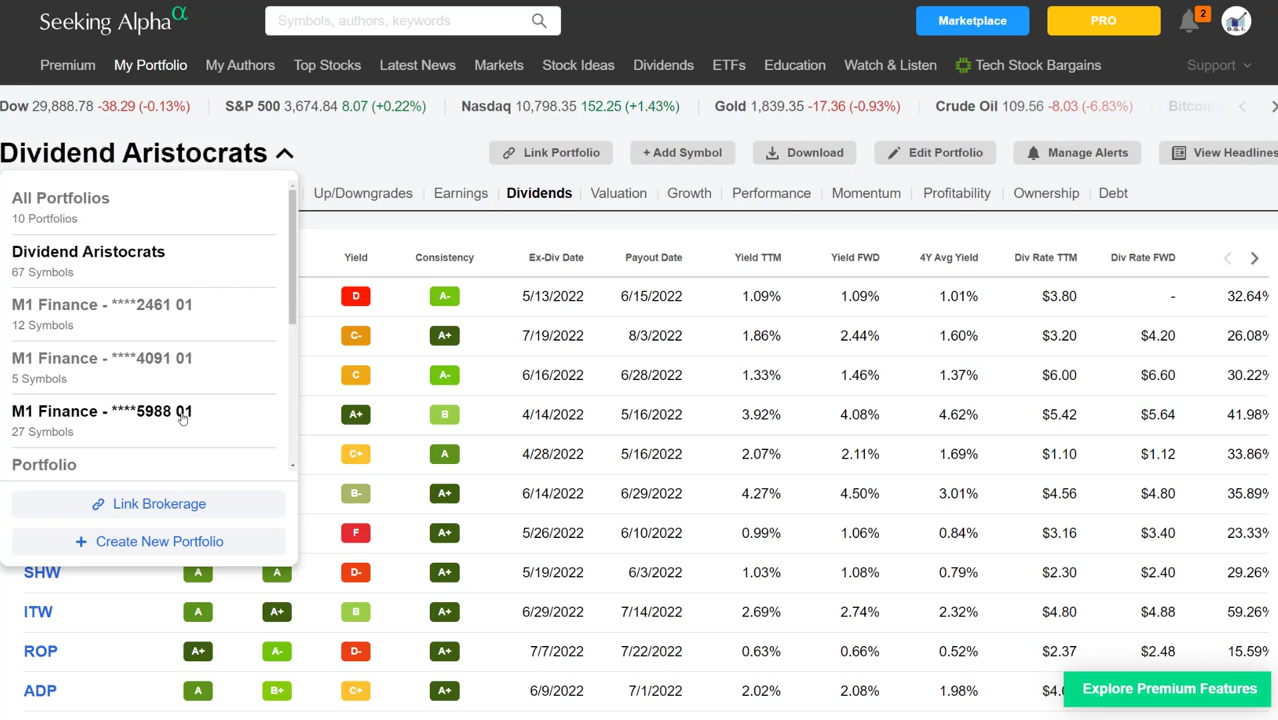 Seeking Alpha α
Symbols, authors, keywords
Marketplace
PRO
2
Premium My Portfolio My Authors Top Stocks Latest News Markets Stock Ideas Dividends ETFs Education Watch & Listen Tech Stock Bargains Support
Dow 29,888.78 -38.29 (-0.13%) S&P 500 3,674.84 8.07 (+0.22%) Nasdaq 10,798.35 152.25 (+1.43%) Gold 1,839.35 -17.36 (-0.93%) Crude Oil 109.56 -8.03 (-6.83%) Bitcoin
Dividend Aristocrats
Link Portfolio + Add Symbol Download Edit Portfolio Manage Alerts View Headlines
Up/Downgrades Earnings Dividends Valuation Growth Performance Momentum Profitability Ownership Debt
All Portfolios
10 Portfolios
Dividend Aristocrats
67 Symbols
M1 Finance - ****2461 01
12 Symbols
M1 Finance - ****4091 01
5 Symbols
M1 Finance - ****5988 01
27 Symbols
Portfolio
Link Brokerage
+ Create New Portfolio
Yield Consistency Ex-Div Date Payout Date Yield TTM Yield FWD 4Y Avg Yield Div Rate TTM Div Rate FWD
D A- 5/13/2022 6/15/2022 1.09% 1.09% 1.01% $3.80 - 32.64%
C- A+ 7/19/2022 8/3/2022 1.86% 2.44% 1.60% $3.20 $4.20 26.08%
C A- 6/16/2022 6/28/2022 1.33% 1.46% 1.37% $6.00 $6.60 30.22%
A+ B 4/14/2022 5/16/2022 3.92% 4.08% 4.62% $5.42 $5.64 41.98%
C+ A 4/28/2022 5/16/2022 2.07% 2.11% 1.69% $1.10 $1.12 33.86%
B- A+ 6/14/2022 6/29/2022 4.27% 4.50% 3.01% $4.56 $4.80 35.89%
F A+ 5/26/2022 6/10/2022 0.99% 1.06% 0.84% $3.16 $3.40 23.33%
SHW A A D- A+ 5/19/2022 6/3/2022 1.03% 1.08% 0.79% $2.30 $2.40 29.26%
ITW A A+ B A+ 6/29/2022 7/14/2022 2.69% 2.74% 2.32% $4.80 $4.88 59.26%
ROP A+ A- D- A+ 7/7/2022 7/22/2022 0.63% 0.66% 0.52% $2.37 $2.48 15.59%
ADP A B+ C+ A+ 6/9/2022 7/1/2022 2.02% 2.08% 1.98%
Explore Premium Features